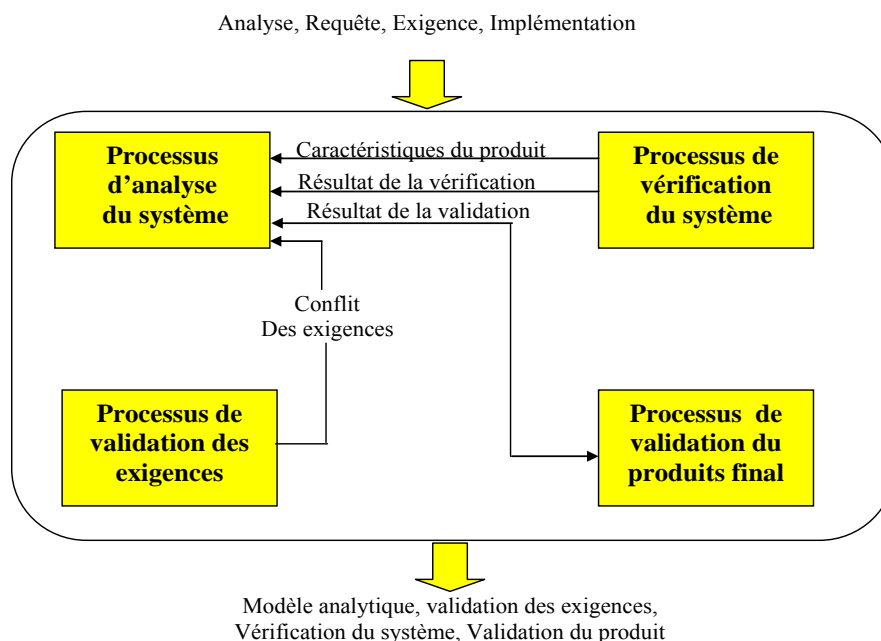 Analyse, Requête, Exigence, Implémentation
Processus
d'analyse
du système
Caractéristiques du produit
Résultat de la vérification
Résultat de la validation
Processus de
vérification
du système
Conflit
Des exigences
Processus de
validation des
exigences
Processus de
validation du
produits final
Modèle analytique, validation des exigences,
Vérification du système, Validation du produit